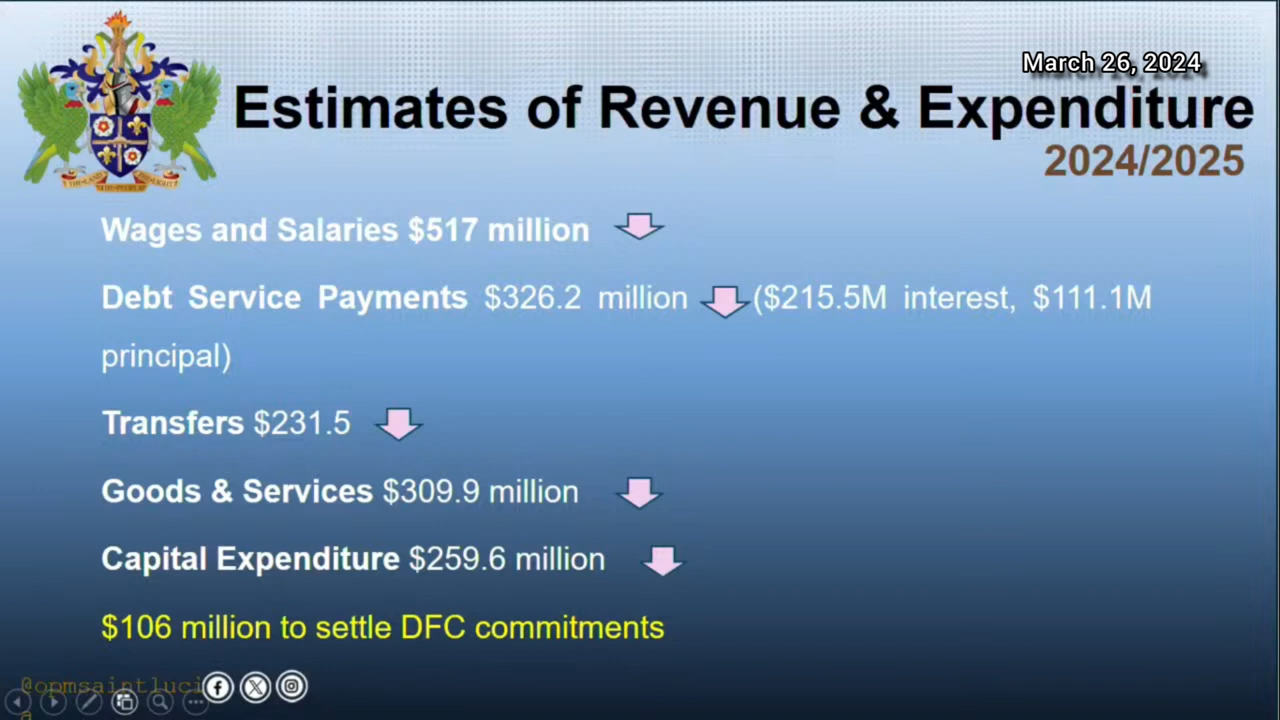 March 26, 2024
Estimates of Revenue & Expenditure
2024/2025
Wages and Salaries $517 million
Debt Service Payments $326.2 million ($215.5M interest, $111.1M
principal)
Transfers $231.5
Goods & Services $309.9 million
Capital Expenditure $259.6 million
$106 million to settle DFC commitments
@opmsaintluci
a